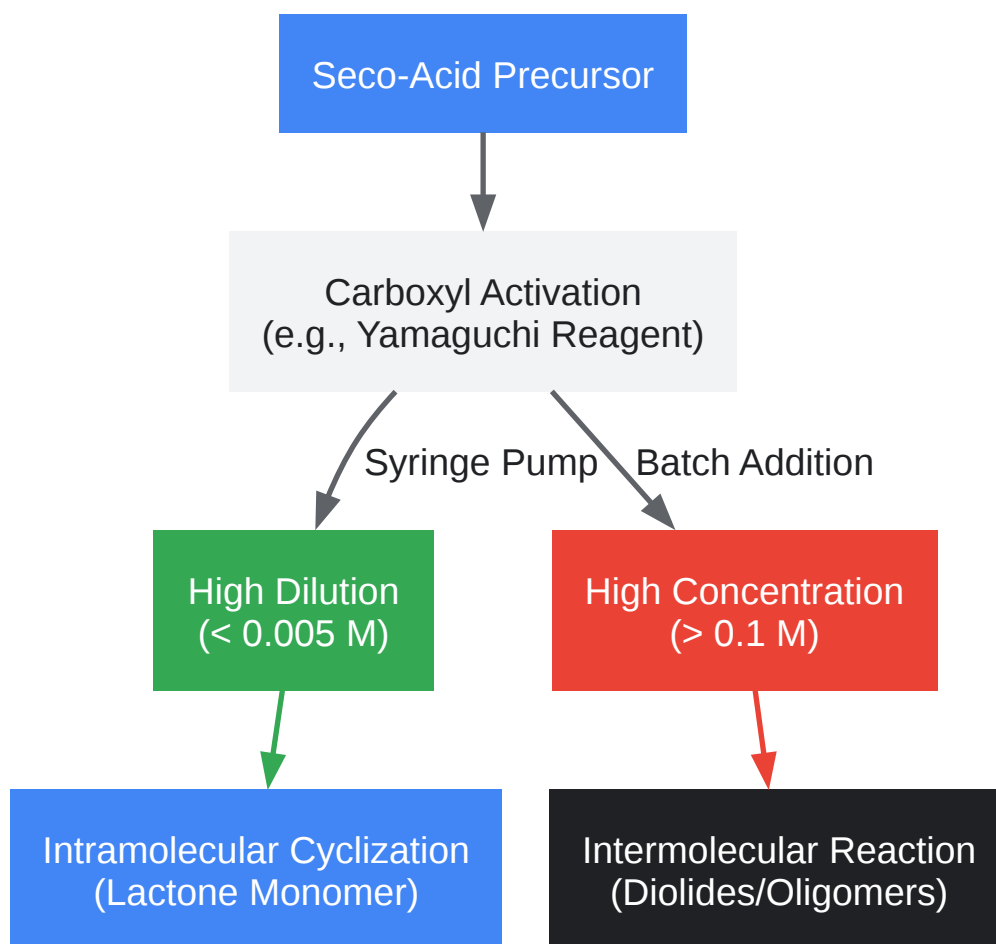 Seco-Acid Precursor
Carboxyl Activation
(e.g., Yamaguchi Reagent)
Syringe Pump
Batch Addition
High Dilution
(< 0.005 M)
High Concentration
(> 0.1 M)
Intramolecular Cyclization
(Lactone Monomer)
Intermolecular Reaction
(Diolides/Oligomers)